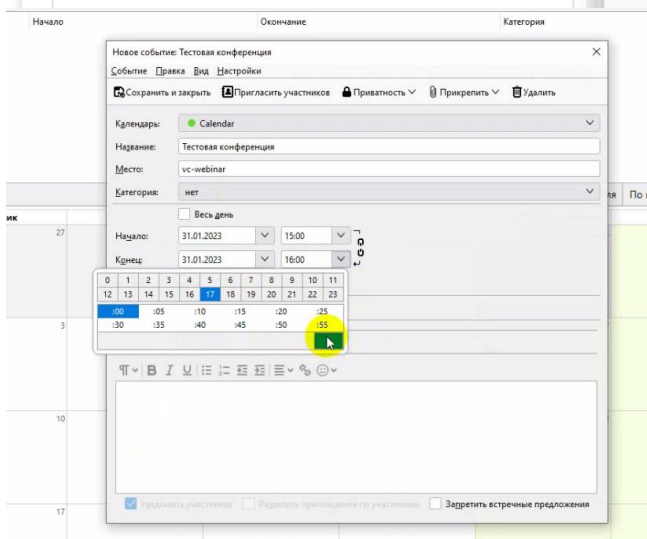 Начало Окончание Категория
Новое событие: Тестовая конференция
Событие Правка Вид Настройки
Сохранить и закрыть Пригласить участников Приватность Прикрепить Удалить
Календарь: Calendar
Название: Тестовая конференция
Место: vc-webinar
Категория: нет
По
ик
Весь день
27
Начало: 31.01.2023 15:00
Конец: 31.01.2023 16:00
0 1 2 3 4 5 6 7 8 9 10 11
12 13 14 15 16 17 18 19 20 21 22 23
:00 :05 :10 :15 :20 :25
3 :30 :35 :40 :45 :50 :55
B I U
10
Уведомить участников Разделить приглашения по участникам Запретить встречные предложения
17